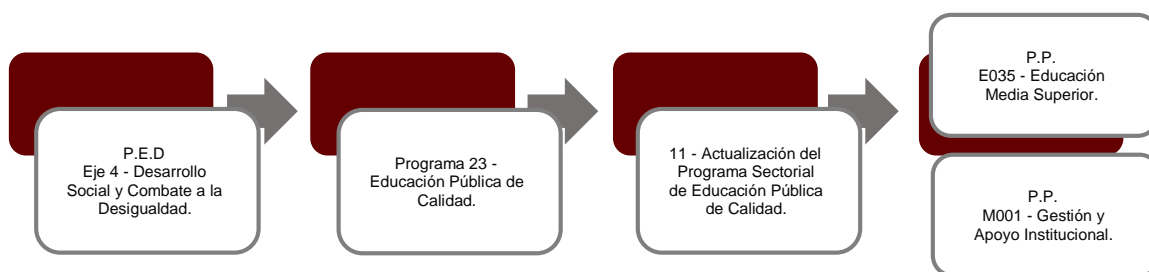 P.E.D
Eje 4 - Desarrollo
Social y Combate a la
Desigualdad.
Programa 23 -
Educación Pública de
Calidad.
11 - Actualización del
Programa Sectorial
de Educación Pública
de Calidad.
P.P.
E035 - Educación
Media Superior.
P.P.
M001 - Gestión y
Apoyo Institucional.